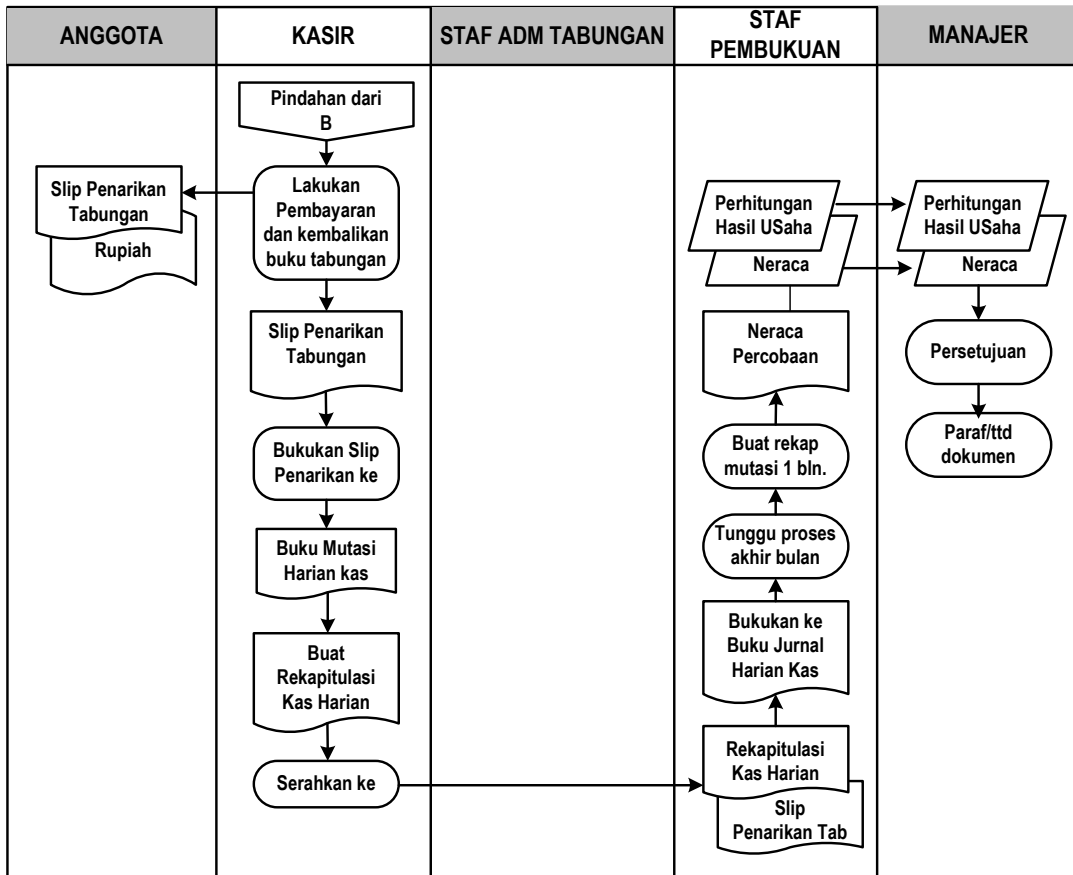 ANGGOTA
KASIR
STAF ADM TABUNGAN
STAF
PEMBUKUAN
MANAJER
Pindahan dari
B
Lakukan
Pembayaran
dan kembalikan
buku tabungan
Slip Penarikan
Tabungan
Rupiah
Slip Penarikan
Tabungan
Bukukan Slip
Penarikan ke
Buku Mutasi
Harian kas
Buat
Rekapitulasi
Kas Harian
Serahkan ke
Rekapitulasi
Kas Harian
Slip
Penarikan Tab
Bukukan ke
Buku Jurnal
Harian Kas
Tunggu proses
akhir bulan
Buat rekap
mutasi 1 bln.
Neraca
Percobaan
Perhitungan
Hasil USaha
Neraca
Perhitungan
Hasil USaha
Neraca
Persetujuan
Paraf/ttd
dokumen